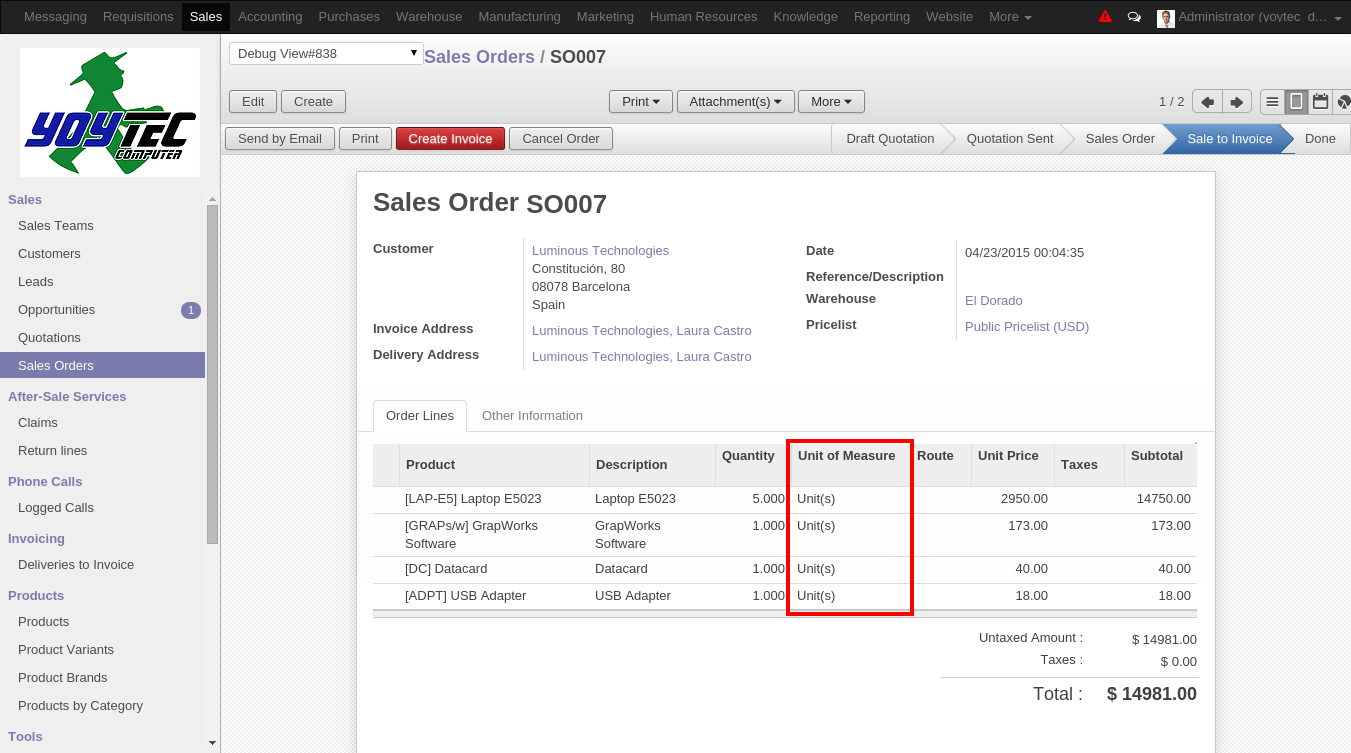 Messaging Requisitions Sales Accounting Purchases Warehouse Manufacturing Marketing Human Resources Knowledge Reporting Website More Administrator (yoytec_d...
YOYTEC
COMPUTER
Sales
Sales Teams
Customers
Leads
Opportunities 1
Quotations
Sales Orders
After-Sale Services
Claims
Return lines
Phone Calls
Logged Calls
Invoicing
Deliveries to Invoice
Products
Products
Product Variants
Product Brands
Products by Category
Tools
Debug View#838 Sales Orders / SO007
Edit Create Print Attachment(s) More 1 / 2
Send by Email Print Create Invoice Cancel Order Draft Quotation Quotation Sent Sales Order Sale to Invoice Done
Sales Order SO007
Customer Luminous Technologies
Constitución, 80
08078 Barcelona
Spain
Invoice Address Luminous Technologies, Laura Castro
Delivery Address Luminous Technologies, Laura Castro
Date 04/23/2015 00:04:35
Reference/Description
Warehouse El Dorado
Pricelist Public Pricelist (USD)
Order Lines Other Information
Product Description Quantity Unit of Measure Route Unit Price Taxes Subtotal
[LAP-E5] Laptop E5023 Laptop E5023 5.000 Unit(s) 2950.00 14750.00
[GRAPs/w] GrapWorks GrapWorks 1.000 Unit(s) 173.00 173.00
Software Software
[DC] Datacard Datacard 1.000 Unit(s) 40.00 40.00
[ADPT] USB Adapter USB Adapter 1.000 Unit(s) 18.00 18.00
Untaxed Amount : $ 14981.00
Taxes : $ 0.00
Total : $ 14981.00